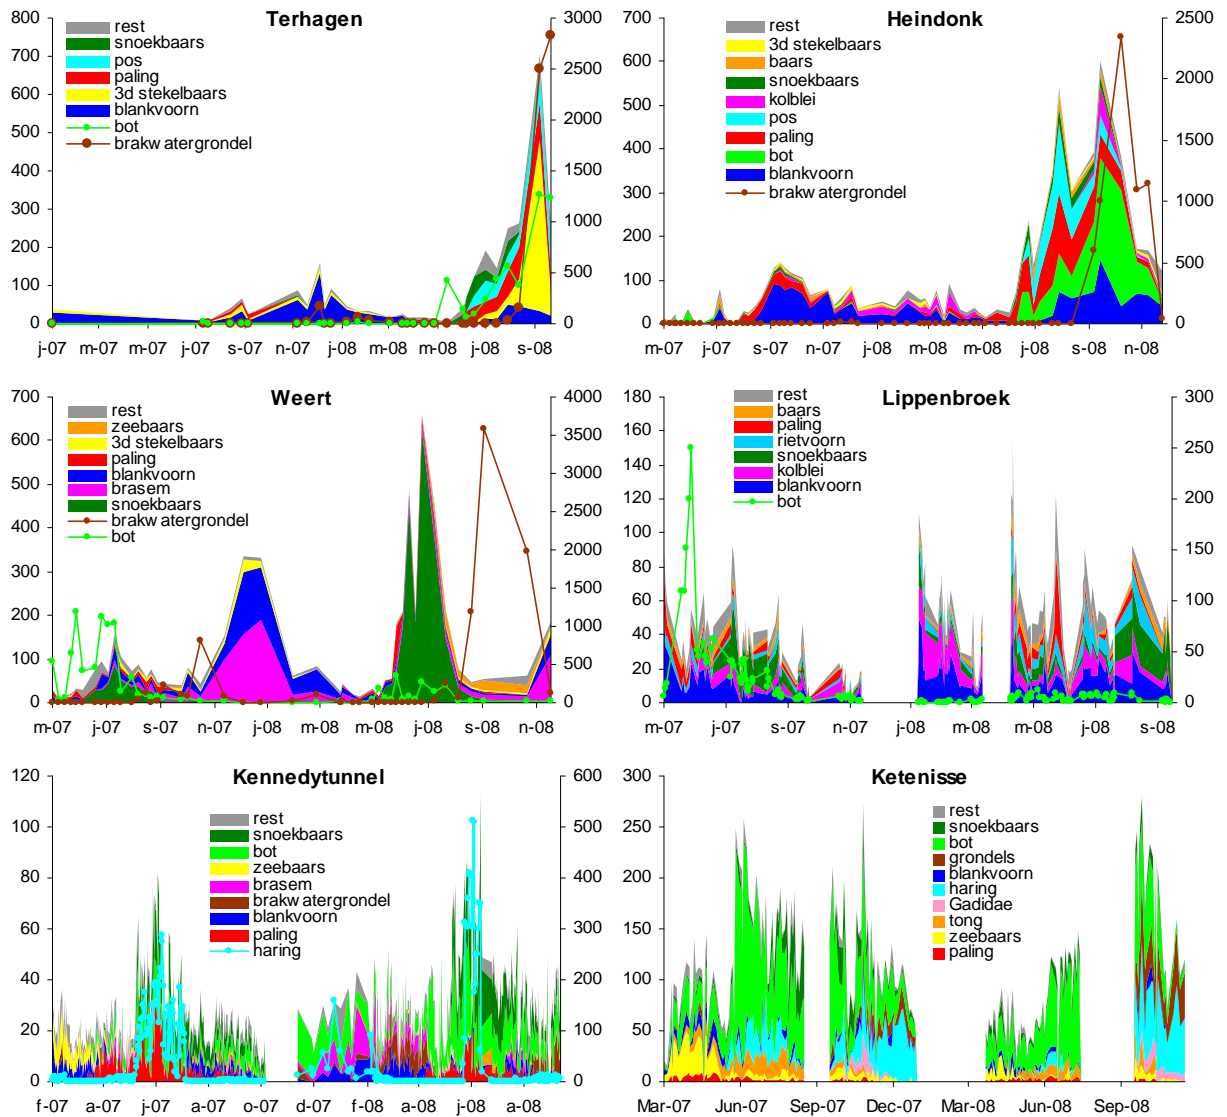 Terhagen
800
700
600
500
400
300
200
100
0
3000
2500
2000
1500
1000
500
0
rest
snoekbaars
pos
paling
3d stekelbaars
blankvoorn
bot
brakw atergrondel
j-07 m-07 m-07 j-07 s-07 n-07 j-08 m-08 m-08 j-08 s-08
Heindonk
700
600
500
400
300
200
100
0
2500
2000
1500
1000
500
0
rest
3d stekelbaars
baars
snoekbaars
kolblei
pos
paling
bot
blankvoorn
brakw atergrondel
m-07 j-07 s-07 n-07 j-08 m-08 m-08 j-08 s-08 n-08
Weert
700
600
500
400
300
200
100
0
4000
3500
3000
2500
2000
1500
1000
500
0
rest
zeebaars
3d stekelbaars
paling
blankvoorn
brasem
snoekbaars
brakw atergrondel
bot
m-07 j-07 s-07 n-07 j-08 m-08 m-08 j-08 s-08 n-08
Lippenbroek
180
160
140
120
100
80
60
40
20
0
300
250
200
150
100
50
0
rest
baars
paling
rietvoorn
snoekbaars
kolblei
blankvoorn
bot
m-07 j-07 s-07 n-07 j-08 m-08 m-08 j-08 s-08
Kennedytunnel
120
100
80
60
40
20
0
600
500
400
300
200
100
0
rest
snoekbaars
bot
zeebaars
brasem
brakw atergrondel
blankvoorn
paling
haring
f-07 a-07 j-07 a-07 o-07 d-07 f-08 a-08 j-08 a-08
Ketenisse
300
250
200
150
100
50
0
rest
snoekbaars
bot
grondels
blankvoorn
haring
Gadidae
tong
zeebaars
paling
Mar-07 Jun-07 Sep-07 Dec-07 Mar-08 Jun-08 Sep-08